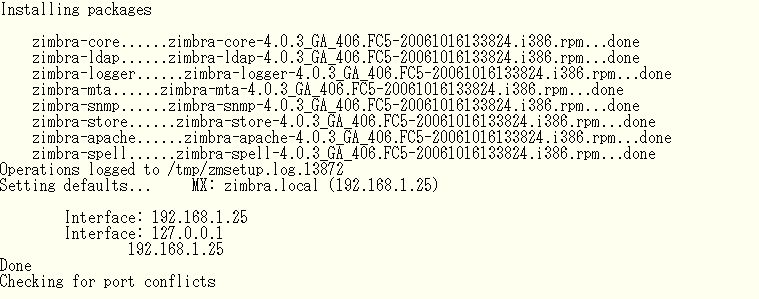 Installing packages

    zimbra-core......zimbra-core-4.0.3_GA_406.FC5-20061016133824.i386.rpm...done
    zimbra-ldap......zimbra-ldap-4.0.3_GA_406.FC5-20061016133824.i386.rpm...done
    zimbra-logger......zimbra-logger-4.0.3_GA_406.FC5-20061016133824.i386.rpm...done
    zimbra-mta......zimbra-mta-4.0.3_GA_406.FC5-20061016133824.i386.rpm...done
    zimbra-snmp......zimbra-snmp-4.0.3_GA_406.FC5-20061016133824.i386.rpm...done
    zimbra-store......zimbra-store-4.0.3_GA_406.FC5-20061016133824.i386.rpm...done
    zimbra-apache......zimbra-apache-4.0.3_GA_406.FC5-20061016133824.i386.rpm...done
    zimbra-spell......zimbra-spell-4.0.3_GA_406.FC5-20061016133824.i386.rpm...done
Operations logged to /tmp/zmsetup.log.13872
Setting defaults...     MX: zimbra.local (192.168.1.25)

        Interface: 192.168.1.25
        Interface: 127.0.0.1
                192.168.1.25
Done
Checking for port conflicts